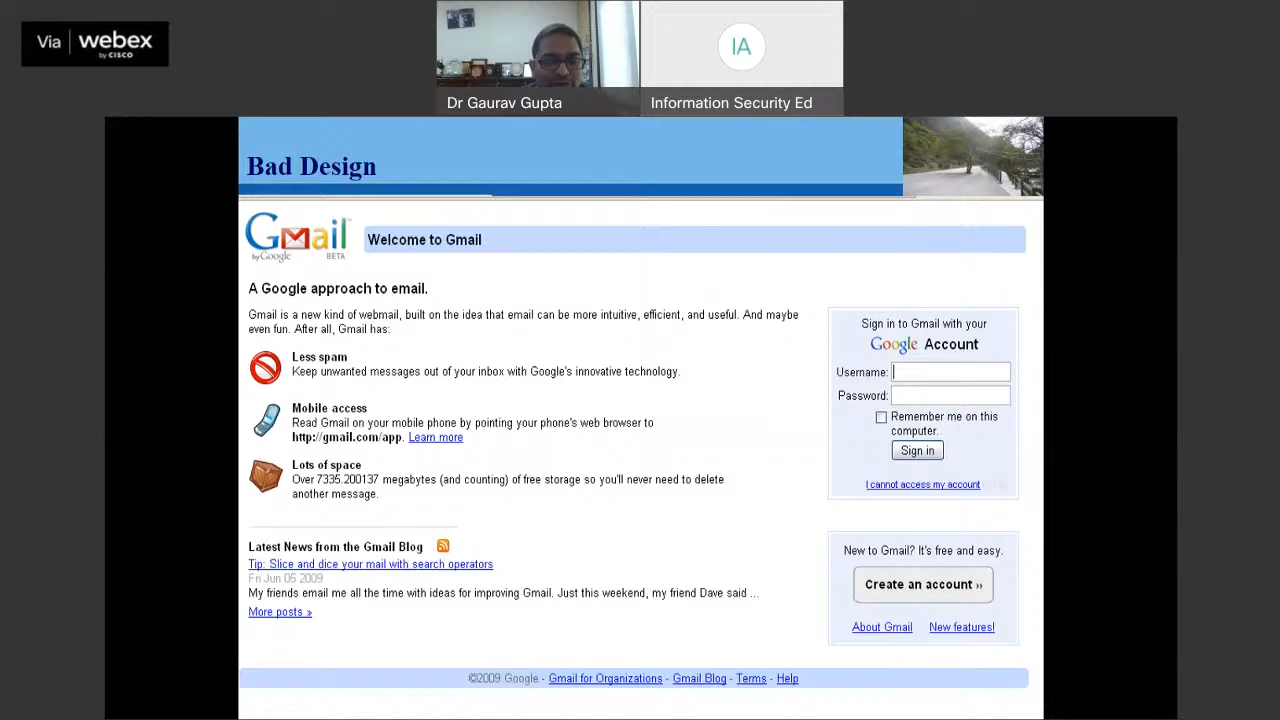 Via webex
by CISCO
Dr Gaurav Gupta
IA
Information Security Ed
Bad Design
Gmail
by Google BETA
Welcome to Gmail
A Google approach to email.
Gmail is a new kind of webmail, built on the idea that email can be more intuitive, efficient, and useful. And maybe
even fun. After all, Gmail has:
Less spam
Keep unwanted messages out of your inbox with Google's innovative technology.
Mobile access
Read Gmail on your mobile phone by pointing your phone's web browser to
http://gmail.com/app. Learn more
Lots of space
Over 7335.200137 megabytes (and counting) of free storage so you'll never need to delete
another message.
Latest News from the Gmail Blog
Tip: Slice and dice your mail with search operators
Fri Jun 05 2009
My friends email me all the time with ideas for improving Gmail. Just this weekend, my friend Dave said ...
More posts »
Sign in to Gmail with your
Google Account
Username:
Password:
Remember me on this
computer.
Sign in
I cannot access my account
New to Gmail? It's free and easy.
Create an account ››
About Gmail New features!
©2009 Google - Gmail for Organizations - Gmail Blog - Terms - Help